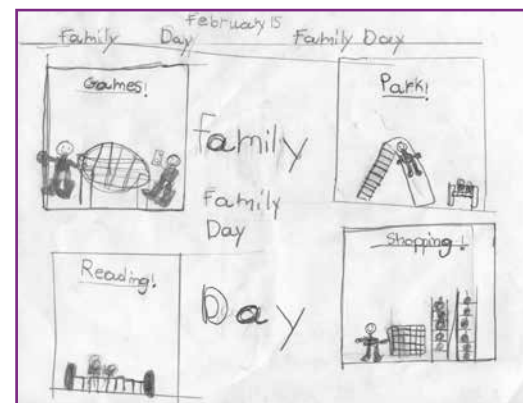 February 15
Family Day Family Day
Games!
Family
Park!
Family
Day
Shopping!
Reading!
Day